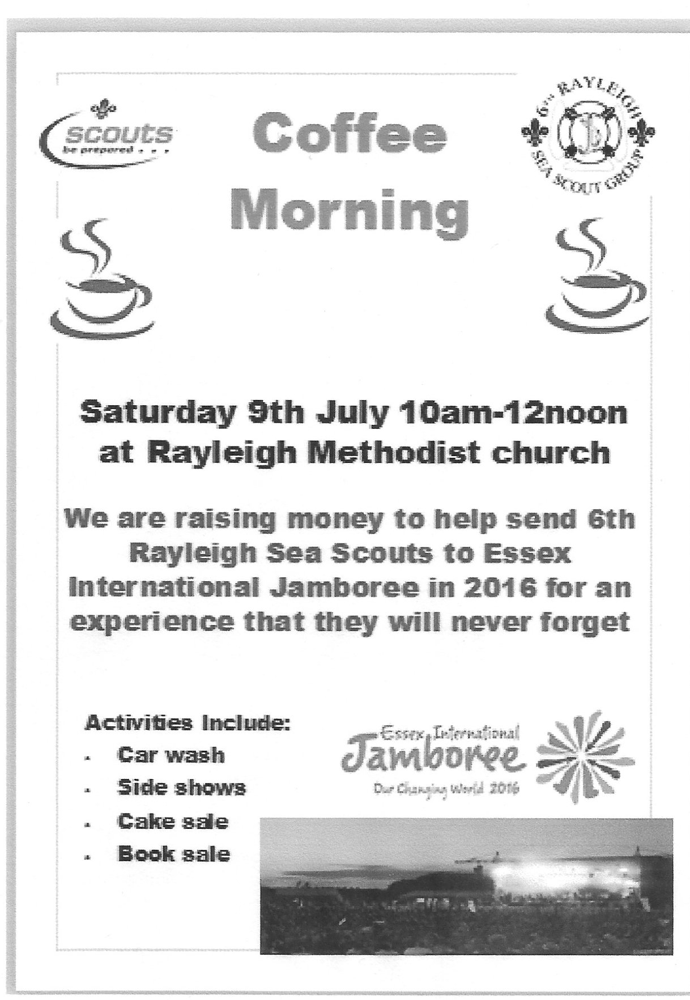 scouts
be prepared . . .
6TH RAYLEIGH
SEA SCOUT GROUP
Coffee
Morning
Saturday 9th July 10am-12noon
at Rayleigh Methodist church
We are raising money to help send 6th
Rayleigh Sea Scouts to Essex
International Jamboree in 2016 for an
experience that they will never forget
Activities Include:
. Car wash
. Side shows
. Cake sale
. Book sale
Essex International
Jamboree
Our Changing World 2016